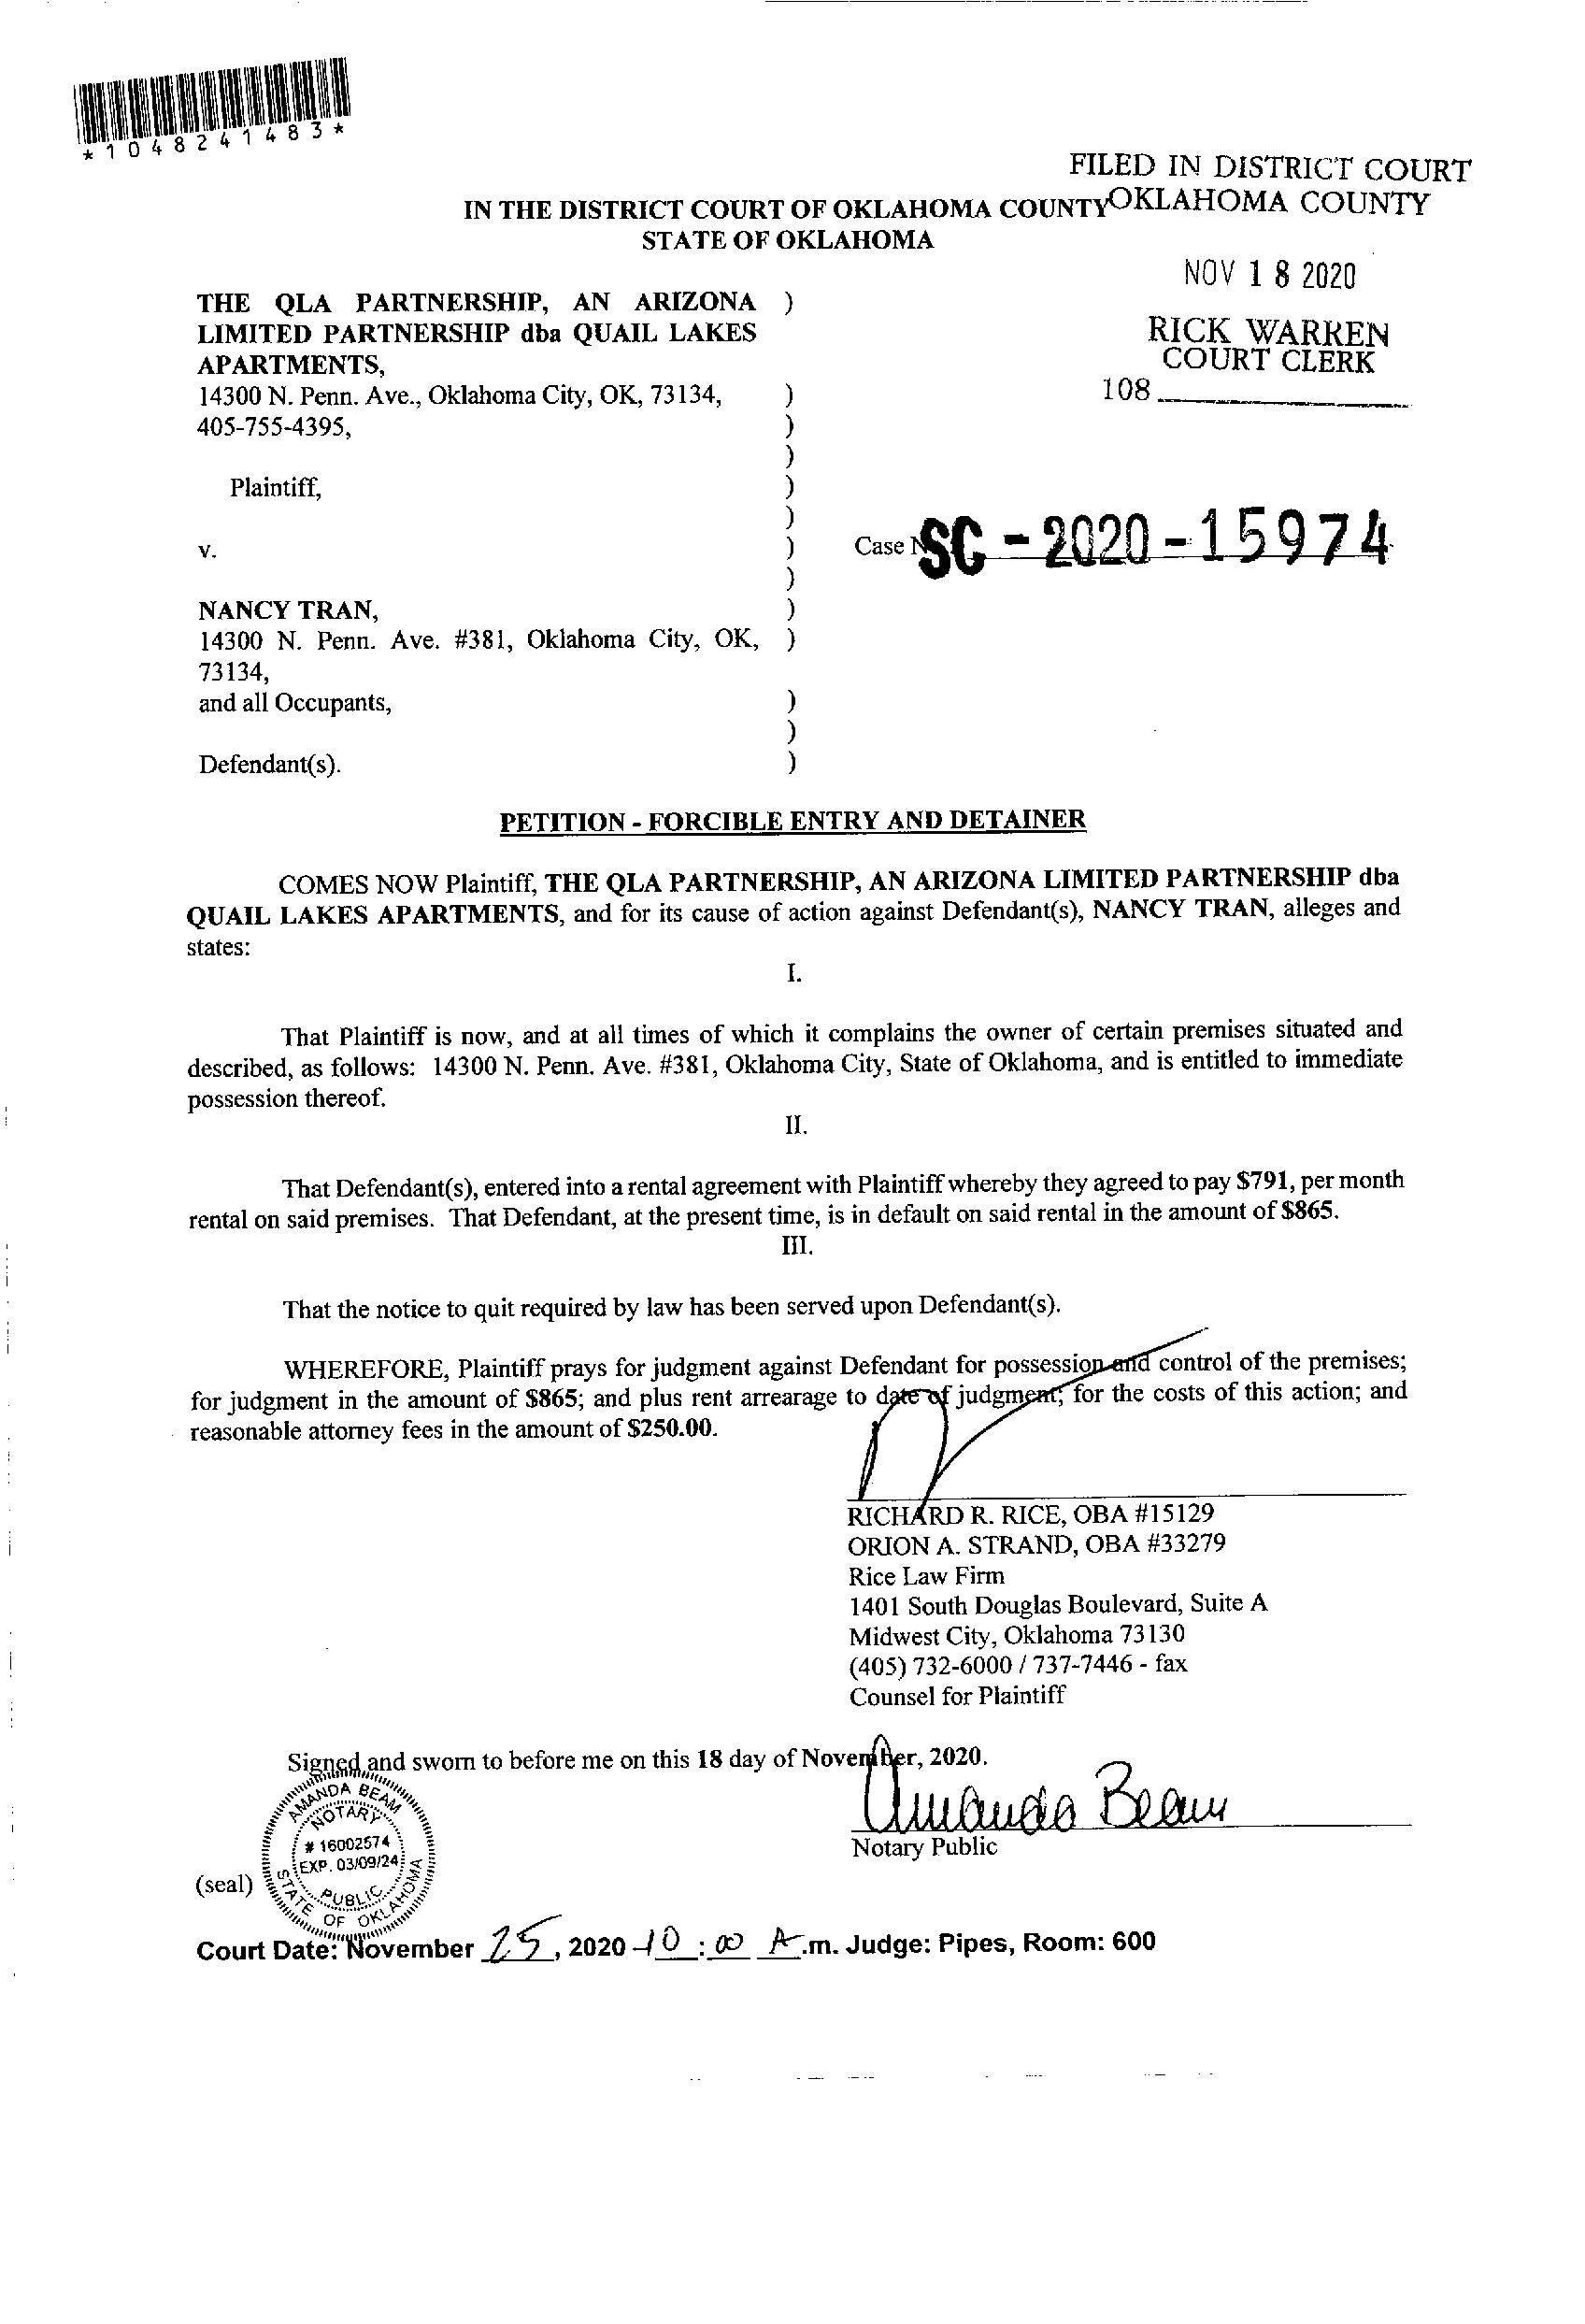 *1048241483*
FILED IN DISTRICT COURT
OKLAHOMA COUNTY
IN THE DISTRICT COURT OF OKLAHOMA COUNTY
STATE OF OKLAHOMA
NOV 18 2020
RICK WARREN
COURT CLERK
108
THE QLA PARTNERSHIP, AN ARIZONA )
LIMITED PARTNERSHIP dba QUAIL LAKES
APARTMENTS,
14300 N. Penn. Ave., Oklahoma City, OK, 73134, )
405-755-4395, )
)
Plaintiff, )
)
v. )
Case N SC - 2020 - 15974
)
NANCY TRAN, )
14300 N. Penn. Ave. #381, Oklahoma City, OK, )
73134,
and all Occupants, )
)
Defendant(s). )
PETITION - FORCIBLE ENTRY AND DETAINER
COMES NOW Plaintiff, THE QLA PARTNERSHIP, AN ARIZONA LIMITED PARTNERSHIP dba
QUAIL LAKES APARTMENTS, and for its cause of action against Defendant(s), NANCY TRAN, alleges and
states:
I.
That Plaintiff is now, and at all times of which it complains the owner of certain premises situated and
described, as follows: 14300 N. Penn. Ave. #381, Oklahoma City, State of Oklahoma, and is entitled to immediate
possession thereof.
II.
That Defendant(s), entered into a rental agreement with Plaintiff whereby they agreed to pay $791, per month
rental on said premises. That Defendant, at the present time, is in default on said rental in the amount of $865.
III.
That the notice to quit required by law has been served upon Defendant(s).
WHEREFORE, Plaintiff prays for judgment against Defendant for possession and control of the premises;
for judgment in the amount of $865; and plus rent arrearage to date of judgment; for the costs of this action; and
reasonable attorney fees in the amount of $250.00.
RICHARD R. RICE, OBA #15129
ORION A. STRAND, OBA #33279
Rice Law Firm
1401 South Douglas Boulevard, Suite A
Midwest City, Oklahoma 73130
(405) 732-6000 / 737-7446 - fax
Counsel for Plaintiff
Signed and sworn to before me on this 18 day of November, 2020.
Amanda Beam
Notary Public
AMANDA BEAM
NOTARY
# 16002574
EXP. 03/09/24
PUBLIC
STATE OF OKLAHOMA
(seal)
Court Date: November 25, 2020 10:00 A.m. Judge: Pipes, Room: 600